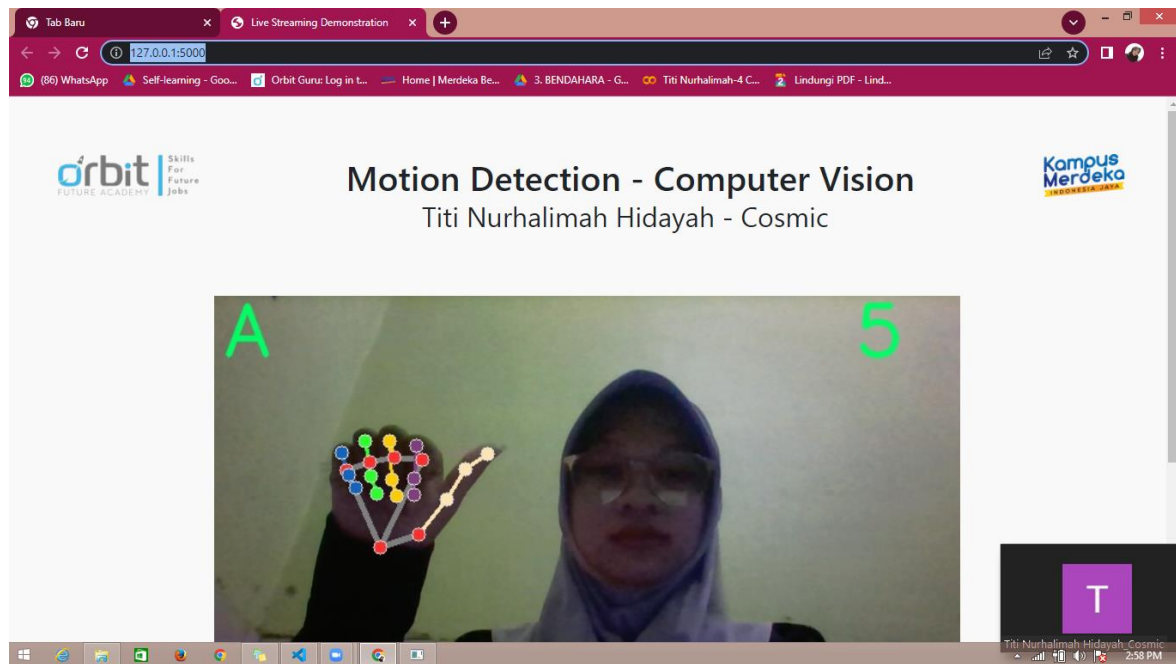 Tab Baru
Live Streaming Demonstration
127.0.0.1:5000
(86) WhatsApp
Self-learning - Goo...
Orbit Guru: Log in t...
Home | Merdeka Be...
3. BENDAHARA - G...
Titi Nurhalimah-4 C...
Lindungi PDF - Lind...
orbit
FUTURE ACADEMY
Skills
For
Future
Jobs
Motion Detection - Computer Vision
Titi Nurhalimah Hidayah - Cosmic
Kampus
Merdeka
INDONESIA JAYA
A
5
T
Titi Nurhalimah Hidayah_Cosmic
2:58 PM